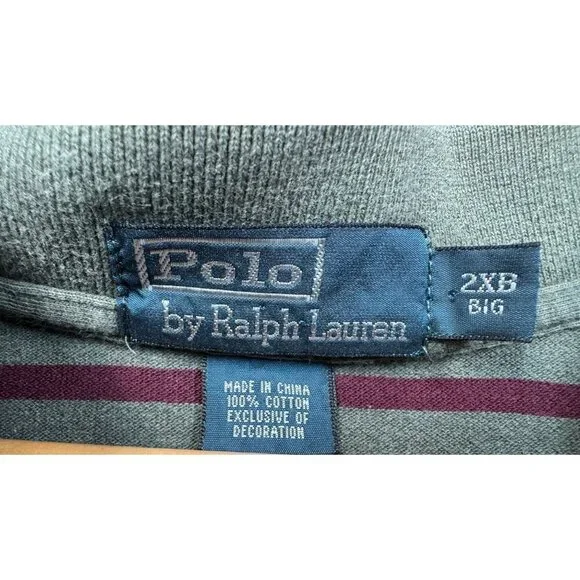 Polo
by Ralph Lauren
2XB
BIG
MADE IN CHINA
100% COTTON
EXCLUSIVE OF
DECORATION